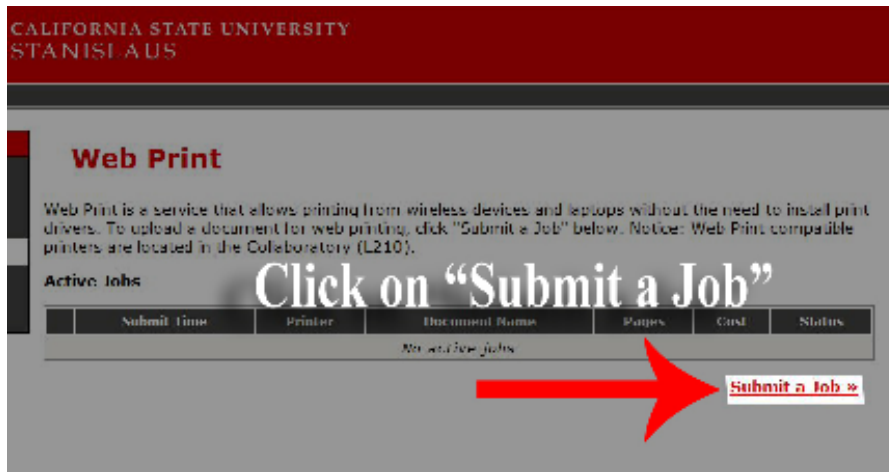 CALIFORNIA STATE UNIVERSITY
STANISLAUS
Web Print
Web Print is a service that allows printing from wireless devices and laptops without the need to install print
drivers. To upload a document for web printing, click "Submit a Job" below. Notice: Web Print compatible
printers are located in the Collaboratory (L210).
Click on “Submit a Job”
Active Jobs
Submit Time Printer Document Name Pages Cost Status
No active jobs
Submit a Job »